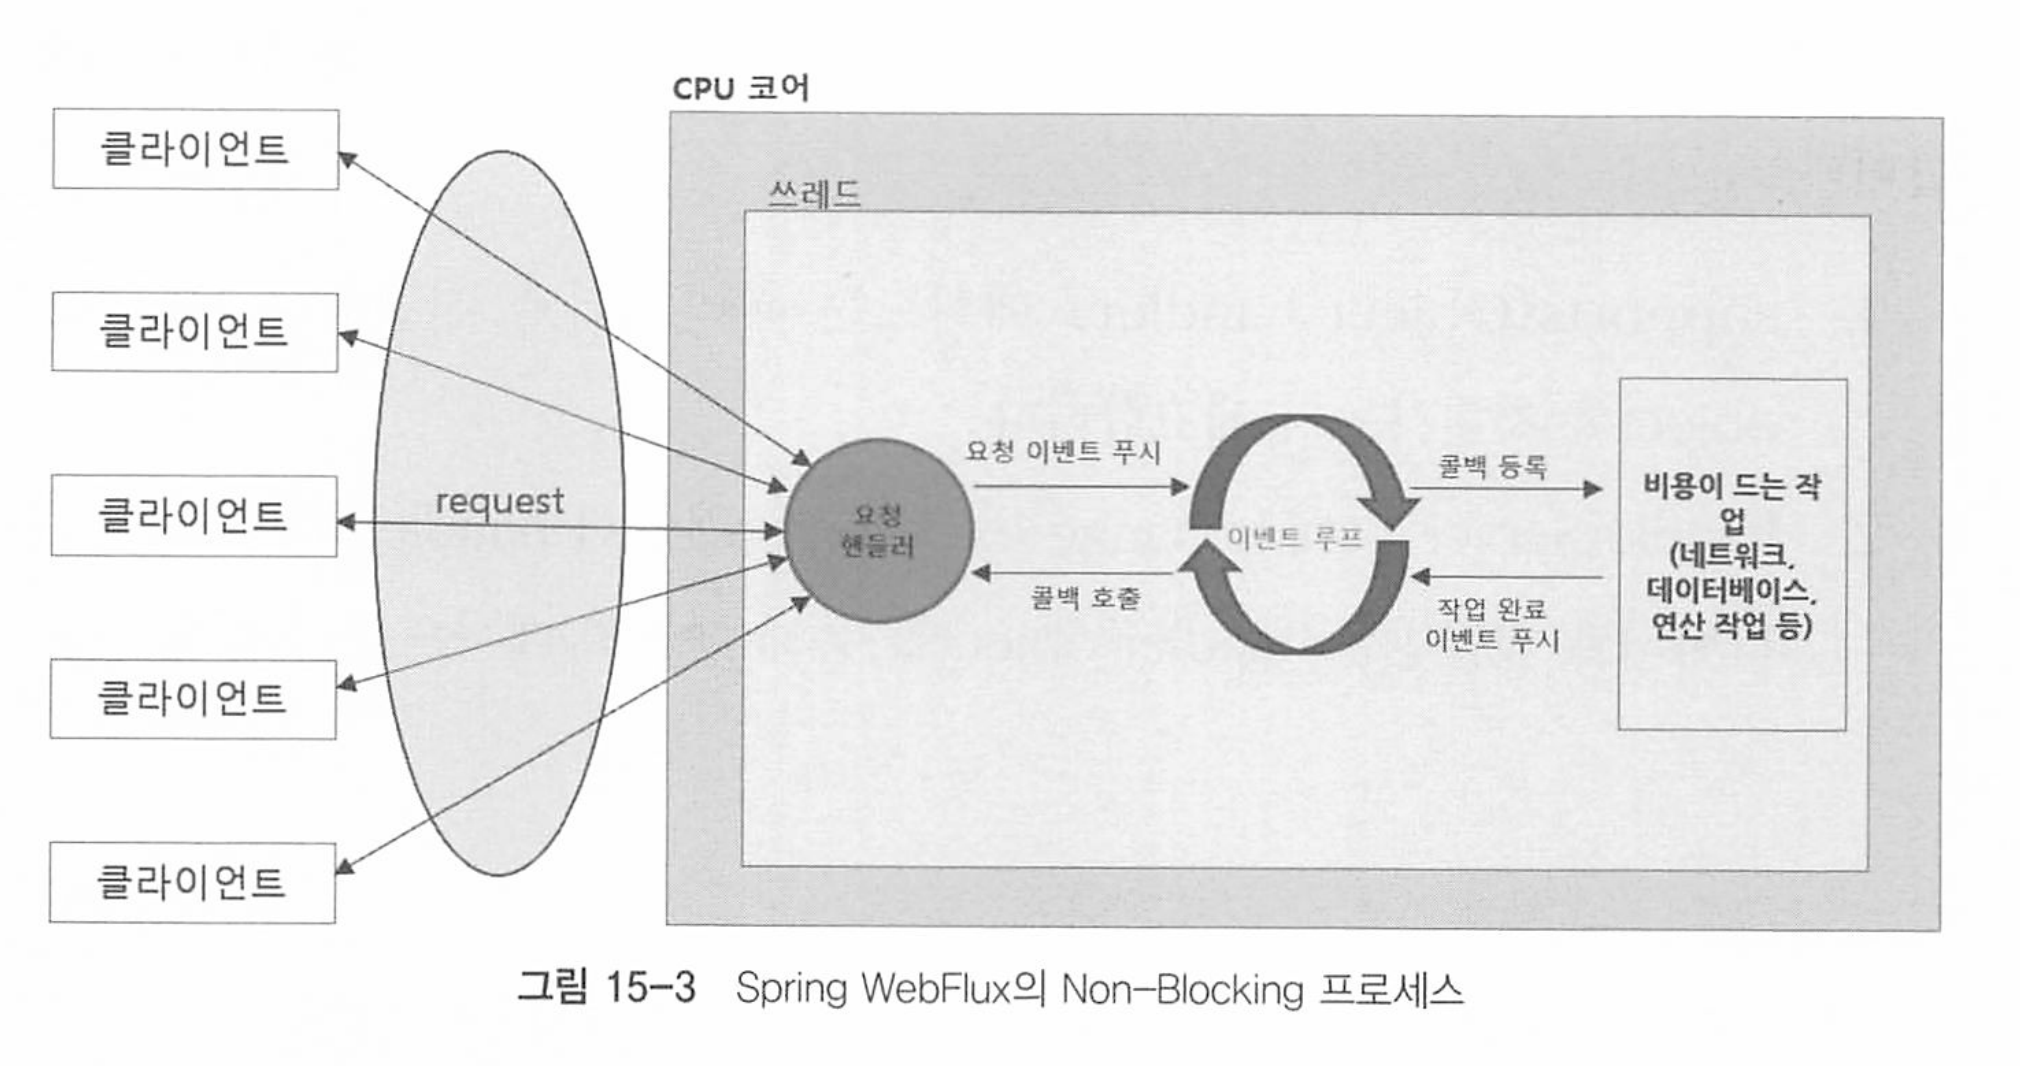 CPU 코어
클라이언트
쓰레드
클라이언트
클라이언트
request
클라이언트
클라이언트
요청
핸들러
요청 이벤트 푸시
콜백 호출
이벤트 루프
콜백 등록
작업 완료
이벤트 푸시
비용이 드는 작
업
(네트워크,
데이터베이스,
연산 작업 등)
그림 15-3 Spring WebFlux의 Non-Blocking 프로세스